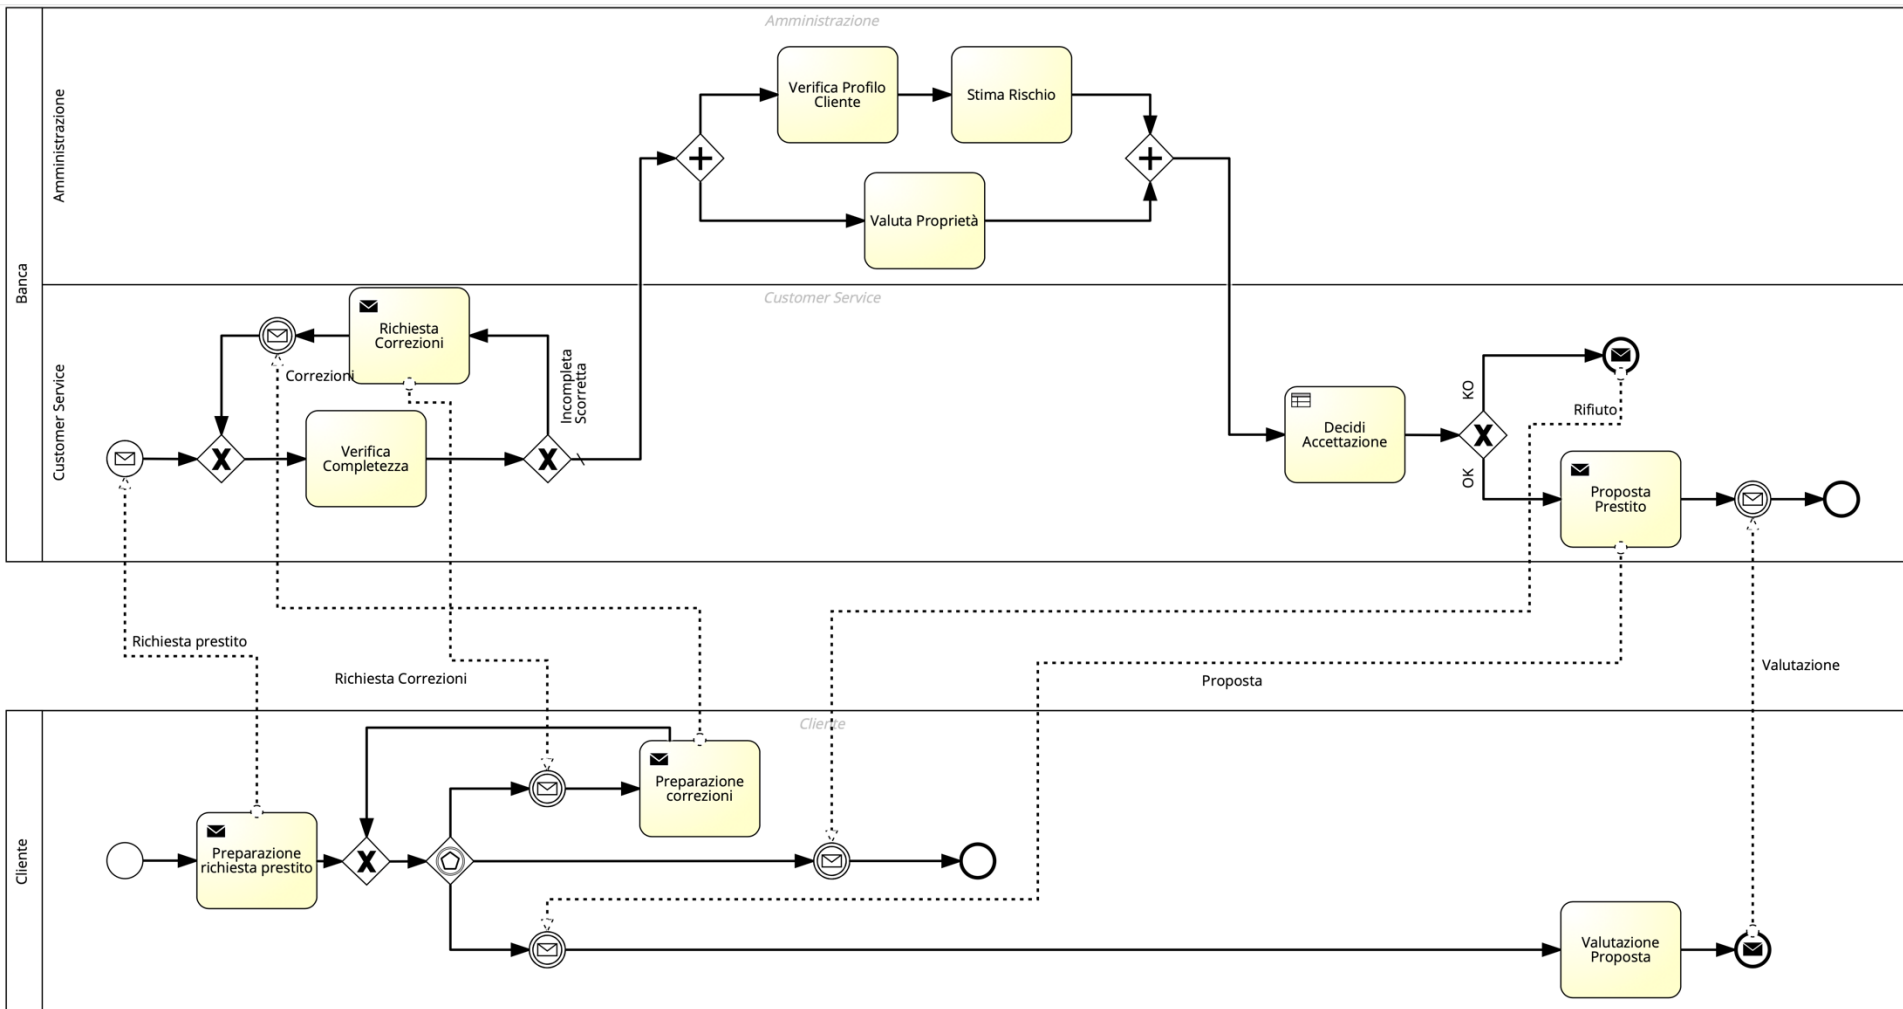 Amministrazione
Banca
Amministrazione
Verifica Profilo
Cliente
Stima Rischio
Valuta Proprietà
Customer Service
Customer Service
Richiesta
Correzioni
Correzioni
Incompleta
Scorretta
Verifica
Completezza
Decidi
Accettazione
KO
OK
Rifiuto
Proposta
Prestito
Richiesta prestito
Richiesta Correzioni
Proposta
Valutazione
Cliente
Cliente
Preparazione
correzioni
Preparazione
richiesta prestito
Valutazione
Proposta